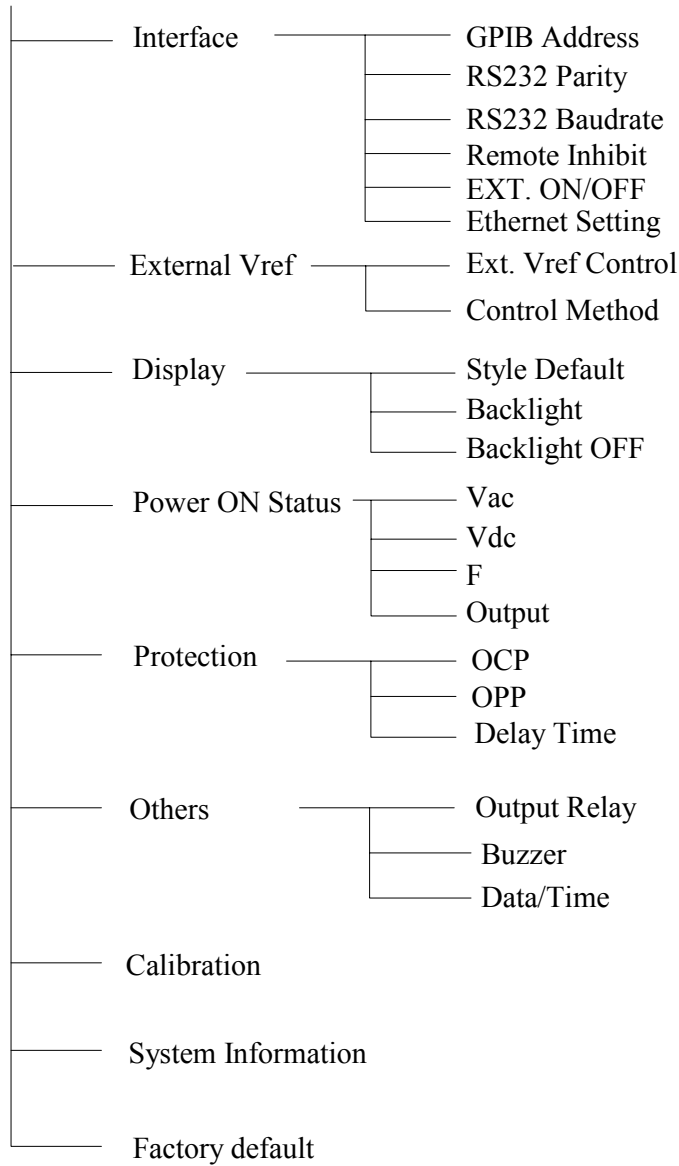 Interface GPIB Address
RS232 Parity
RS232 Baudrate
Remote Inhibit
EXT. ON/OFF
Ethernet Setting
External Vref Ext. Vref Control
Control Method
Display Style Default
Backlight
Backlight OFF
Power ON Status Vac
Vdc
F
Output
Protection OCP
OPP
Delay Time
Others Output Relay
Buzzer
Data/Time
Calibration
System Information
Factory default